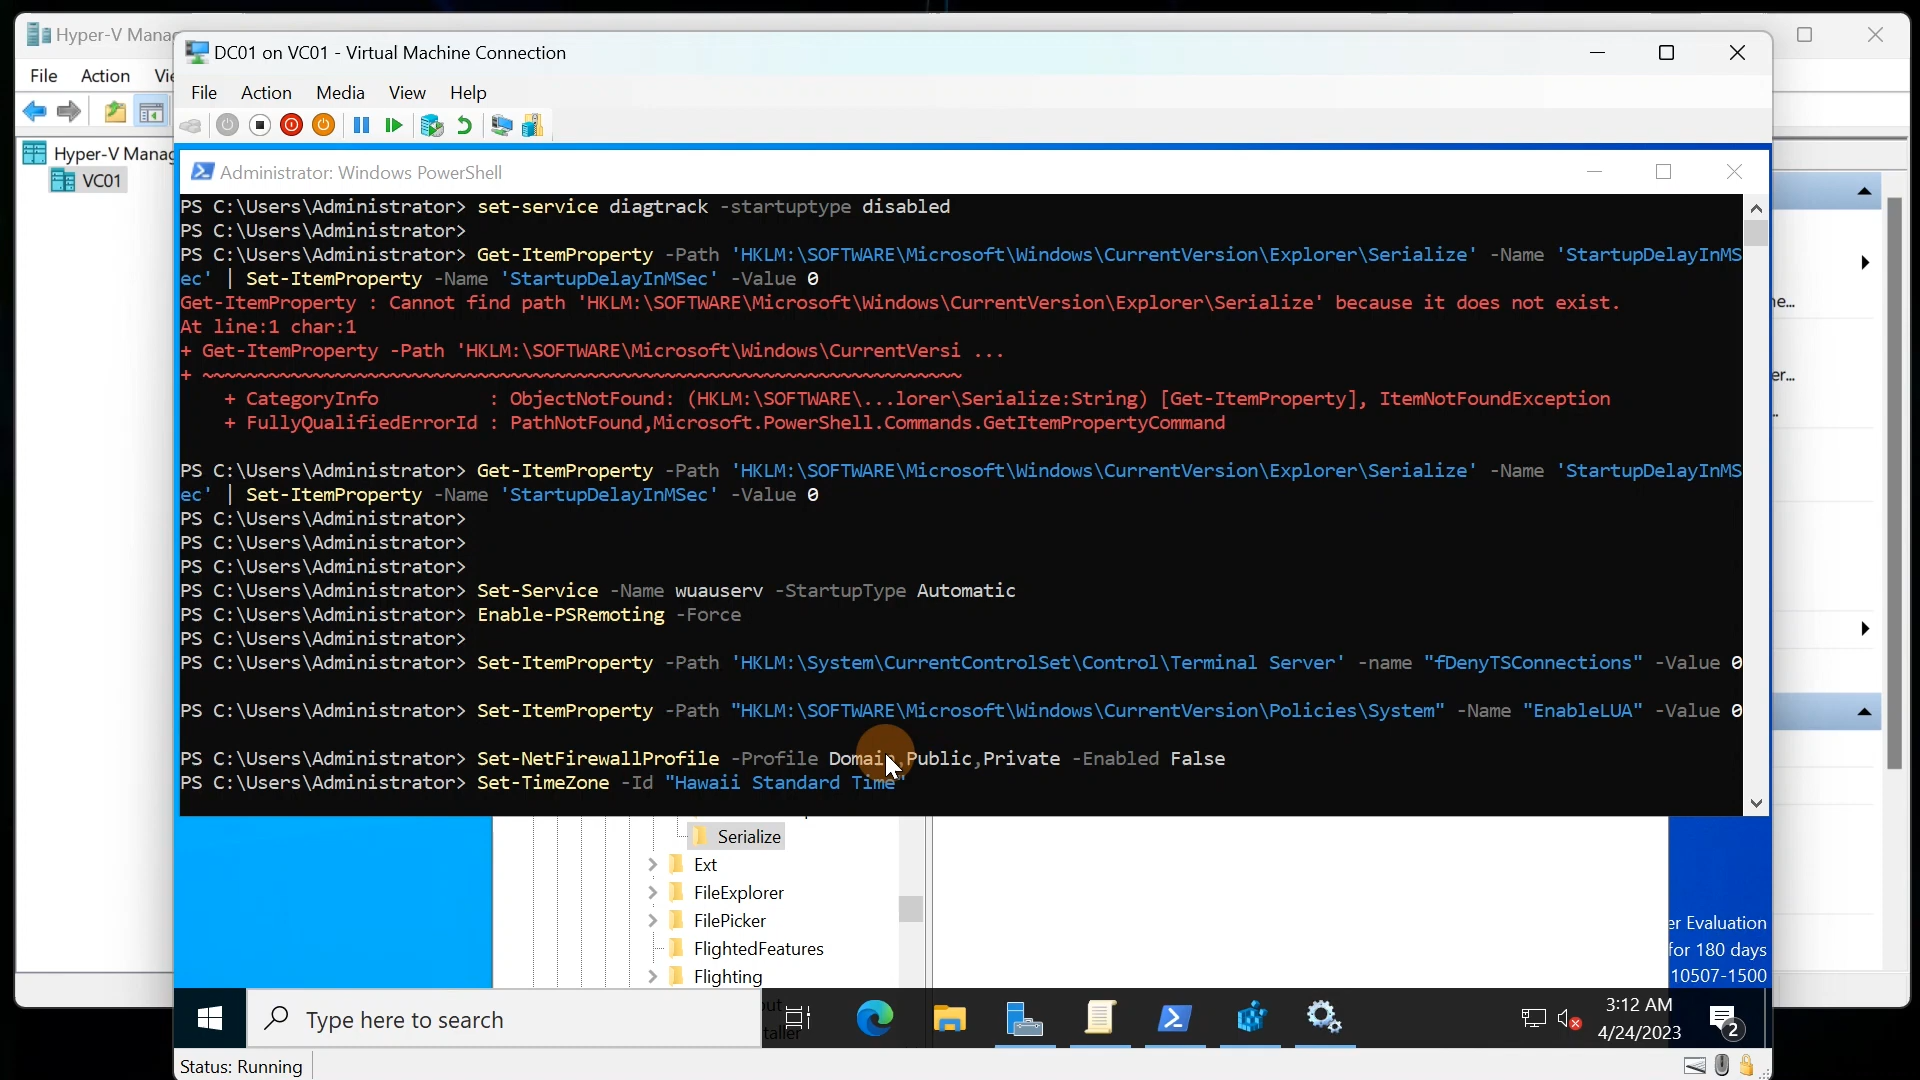 Hyper-V Manag
File Action Vie
Hyper-V Manag
VC01
DC01 on VC01 - Virtual Machine Connection
File Action Media View Help
Administrator: Windows PowerShell
PS C:\Users\Administrator> set-service diagtrack -startuptype disabled
PS C:\Users\Administrator>
PS C:\Users\Administrator> Get-ItemProperty -Path 'HKLM:\SOFTWARE\Microsoft\Windows\CurrentVersion\Explorer\Serialize' -Name 'StartupDelayInMS
ec' | Set-ItemProperty -Name 'StartupDelayInMSec' -Value 0
Get-ItemProperty : Cannot find path 'HKLM:\SOFTWARE\Microsoft\Windows\CurrentVersion\Explorer\Serialize' because it does not exist.
At line:1 char:1
+ Get-ItemProperty -Path 'HKLM:\SOFTWARE\Microsoft\Windows\CurrentVersi ...
+ ~~~~~~~~~~~~~~~~~~~~~~~~~~~~~~~~~~~~~~~~~~~~~~~~~~~~~~~~~~~~~~~~~~~~~
+ CategoryInfo : ObjectNotFound: (HKLM:\SOFTWARE\...lorer\Serialize:String) [Get-ItemProperty], ItemNotFoundException
+ FullyQualifiedErrorId : PathNotFound,Microsoft.PowerShell.Commands.GetItemPropertyCommand
PS C:\Users\Administrator> Get-ItemProperty -Path 'HKLM:\SOFTWARE\Microsoft\Windows\CurrentVersion\Explorer\Serialize' -Name 'StartupDelayInMS
ec' | Set-ItemProperty -Name 'StartupDelayInMSec' -Value 0
PS C:\Users\Administrator>
PS C:\Users\Administrator>
PS C:\Users\Administrator>
PS C:\Users\Administrator> Set-Service -Name wuauserv -StartupType Automatic
PS C:\Users\Administrator> Enable-PSRemoting -Force
PS C:\Users\Administrator>
PS C:\Users\Administrator> Set-ItemProperty -Path 'HKLM:\System\CurrentControlSet\Control\Terminal Server' -name "fDenyTSConnections" -Value 0
PS C:\Users\Administrator> Set-ItemProperty -Path "HKLM:\SOFTWARE\Microsoft\Windows\CurrentVersion\Policies\System" -Name "EnableLUA" -Value 0
PS C:\Users\Administrator> Set-NetFirewallProfile -Profile Domain,Public,Private -Enabled False
PS C:\Users\Administrator> Set-TimeZone -Id "Hawaii Standard Time"
ne...
er...
Serialize
Ext
FileExplorer
FilePicker
FlightedFeatures
Flighting
er Evaluation
for 180 days
10507-1500
Type here to search
3:12 AM
4/24/2023
2
Status: Running